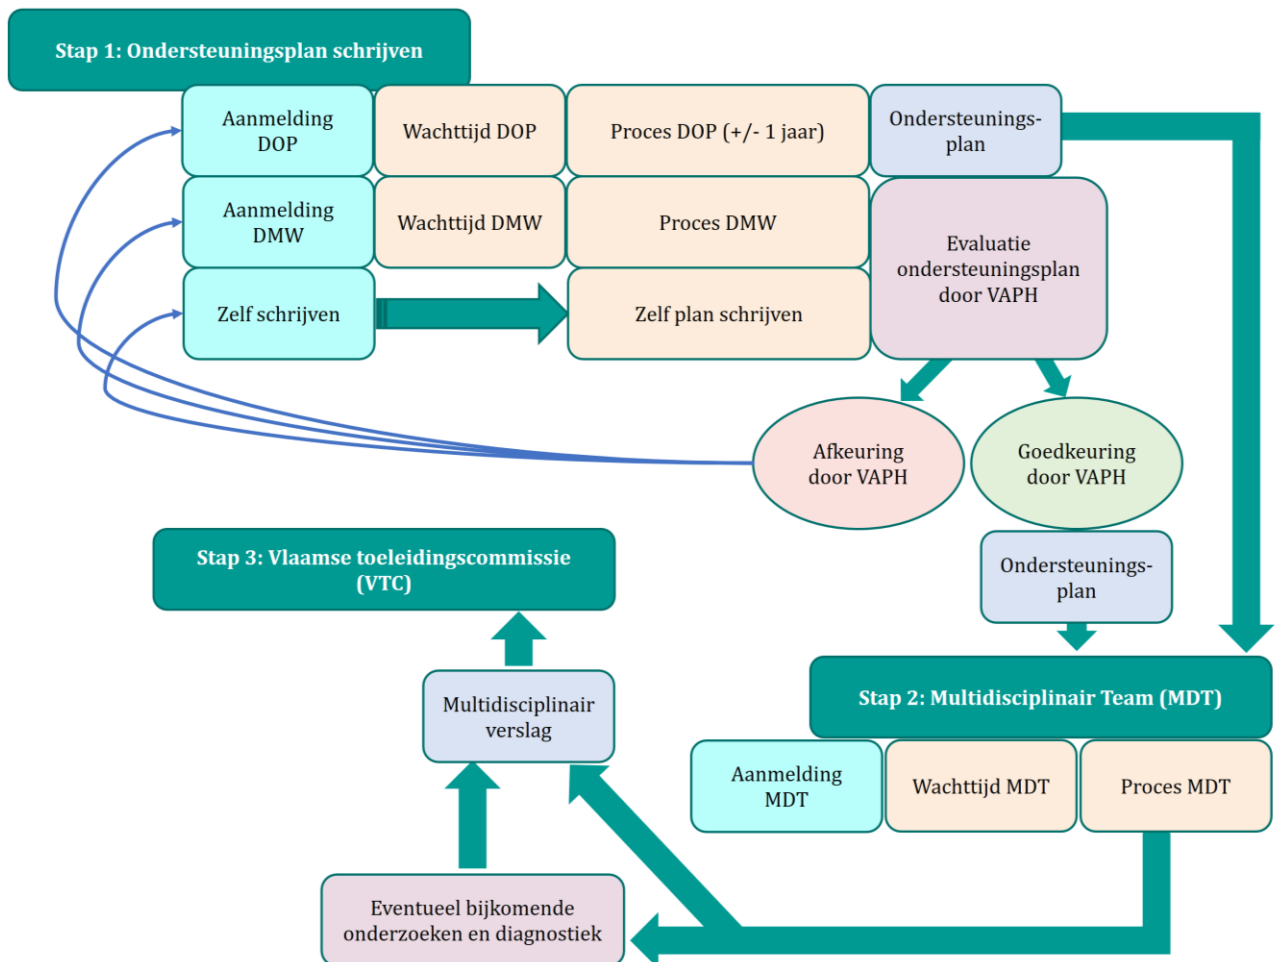 Stap 1: Ondersteuningsplan schrijven
Aanmelding
DOP
Wachttijd DOP
Proces DOP (+/- 1 jaar)
Ondersteunings-
plan
Aanmelding
DMW
Wachttijd DMW
Proces DMW
Evaluatie
ondersteuningsplan
door VAPH
Zelf schrijven
Zelf plan schrijven
Afkeuring
door VAPH
Goedkeuring
door VAPH
Ondersteunings-
plan
Stap 2: Multidisciplinair Team (MDT)
Aanmelding
MDT
Wachttijd MDT
Proces MDT
Eventueel bijkomende
onderzoeken en diagnostiek
Multidisciplinair
verslag
Stap 3: Vlaamse toeleidingscommissie
(VTC)